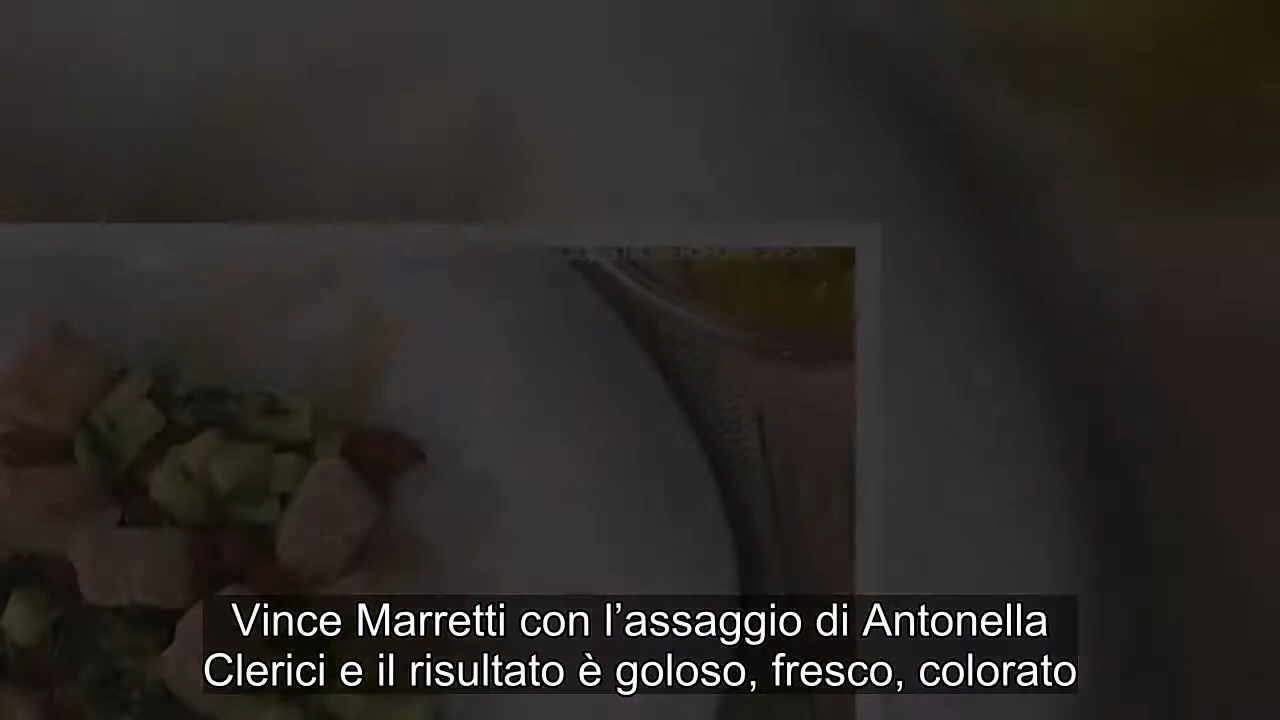 Vince Marretti con l’assaggio di Antonella
Clerici e il risultato è goloso, fresco, colorato